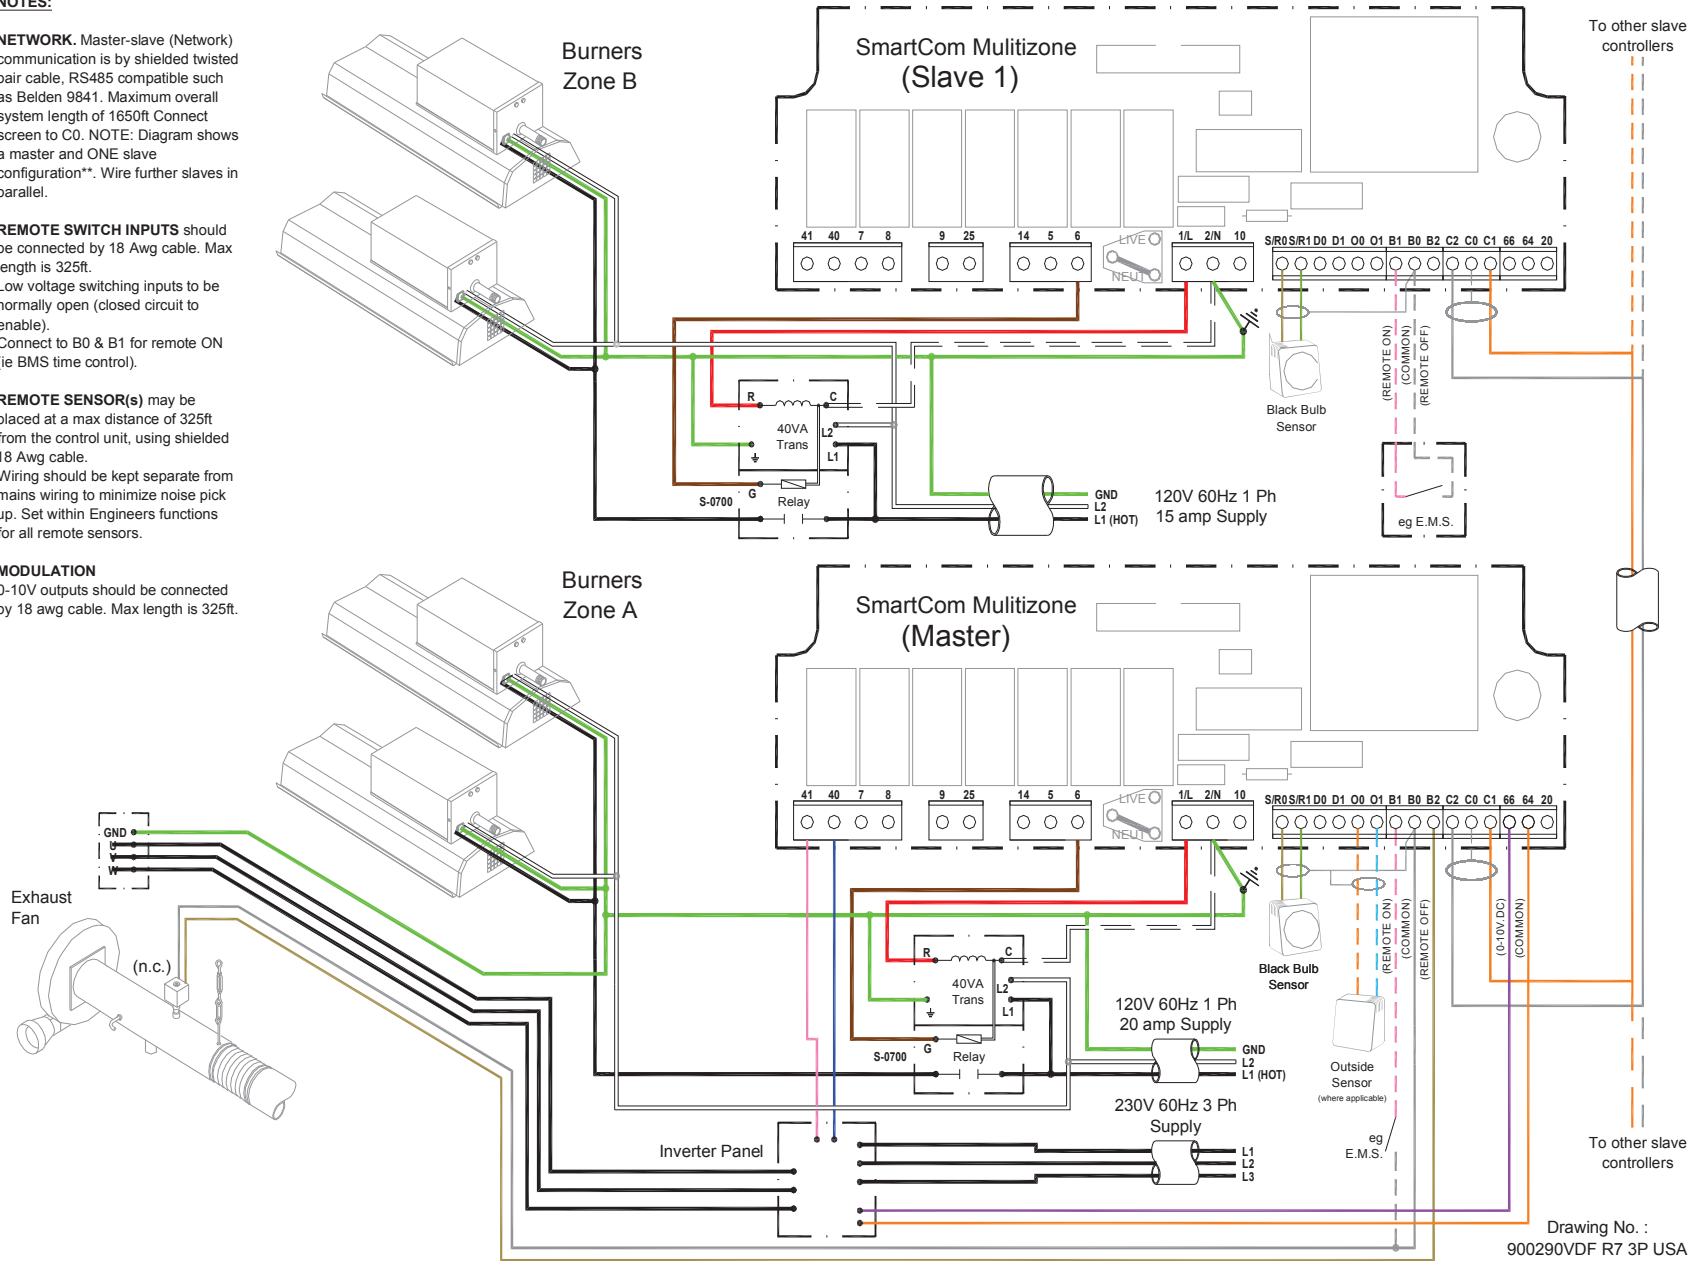 NOTES:
NETWORK. Master-slave (Network)
communication is by shielded twisted
pair cable, RS485 compatible such
as Belden 9841. Maximum overall
system length of 1650ft Connect
screen to C0. NOTE: Diagram shows
a master and ONE slave
configuration**. Wire further slaves in
parallel.
REMOTE SWITCH INPUTS should
be connected by 18 Awg cable. Max
length is 325ft.
Low voltage switching inputs to be
normally open (closed circuit to
enable).
Connect to B0 & B1 for remote ON
(ie BMS time control).
REMOTE SENSOR(s) may be
placed at a max distance of 325ft
from the control unit, using shielded
18 Awg cable.
Wiring should be kept separate from
mains wiring to minimize noise pick
up. Set within Engineers functions
for all remote sensors.
MODULATION
0-10V outputs should be connected
by 18 awg cable. Max length is 325ft.
Burners
Zone B
SmartCom Mulitizone
(Slave 1)
To other slave
controllers
41 40 7 8 9 25 14 5 6 LIVE NEUT 1/L 2/N 10 S/R0 S/R1 D0 D1 O0 O1 B1 B0 B2 C2 C0 C1 66 64 20
(REMOTE ON)
(COMMON)
(REMOTE OFF)
Black Bulb
Sensor
eg E.M.S.
R C
40VA
Trans
L2
L1
G
S-0700
Relay
GND
L2
L1 (HOT)
120V 60Hz 1 Ph
15 amp Supply
Burners
Zone A
SmartCom Mulitizone
(Master)
41 40 7 8 9 25 14 5 6 LIVE NEUT 1/L 2/N 10 S/R0 S/R1 D0 D1 O0 O1 B1 B0 B2 C2 C0 C1 66 64 20
(REMOTE ON)
(COMMON)
(REMOTE OFF)
(0-10V.DC)
(COMMON)
Black Bulb
Sensor
Outside
Sensor
(where applicable)
eg
E.M.S.
R C
40VA
Trans
L2
L1
G
S-0700
Relay
120V 60Hz 1 Ph
20 amp Supply
GND
L2
L1 (HOT)
230V 60Hz 3 Ph
Supply
L1
L2
L3
Inverter Panel
GND
U
V
W
Exhaust
Fan
(n.c.)
To other slave
controllers
Drawing No. :
900290VDF R7 3P USA